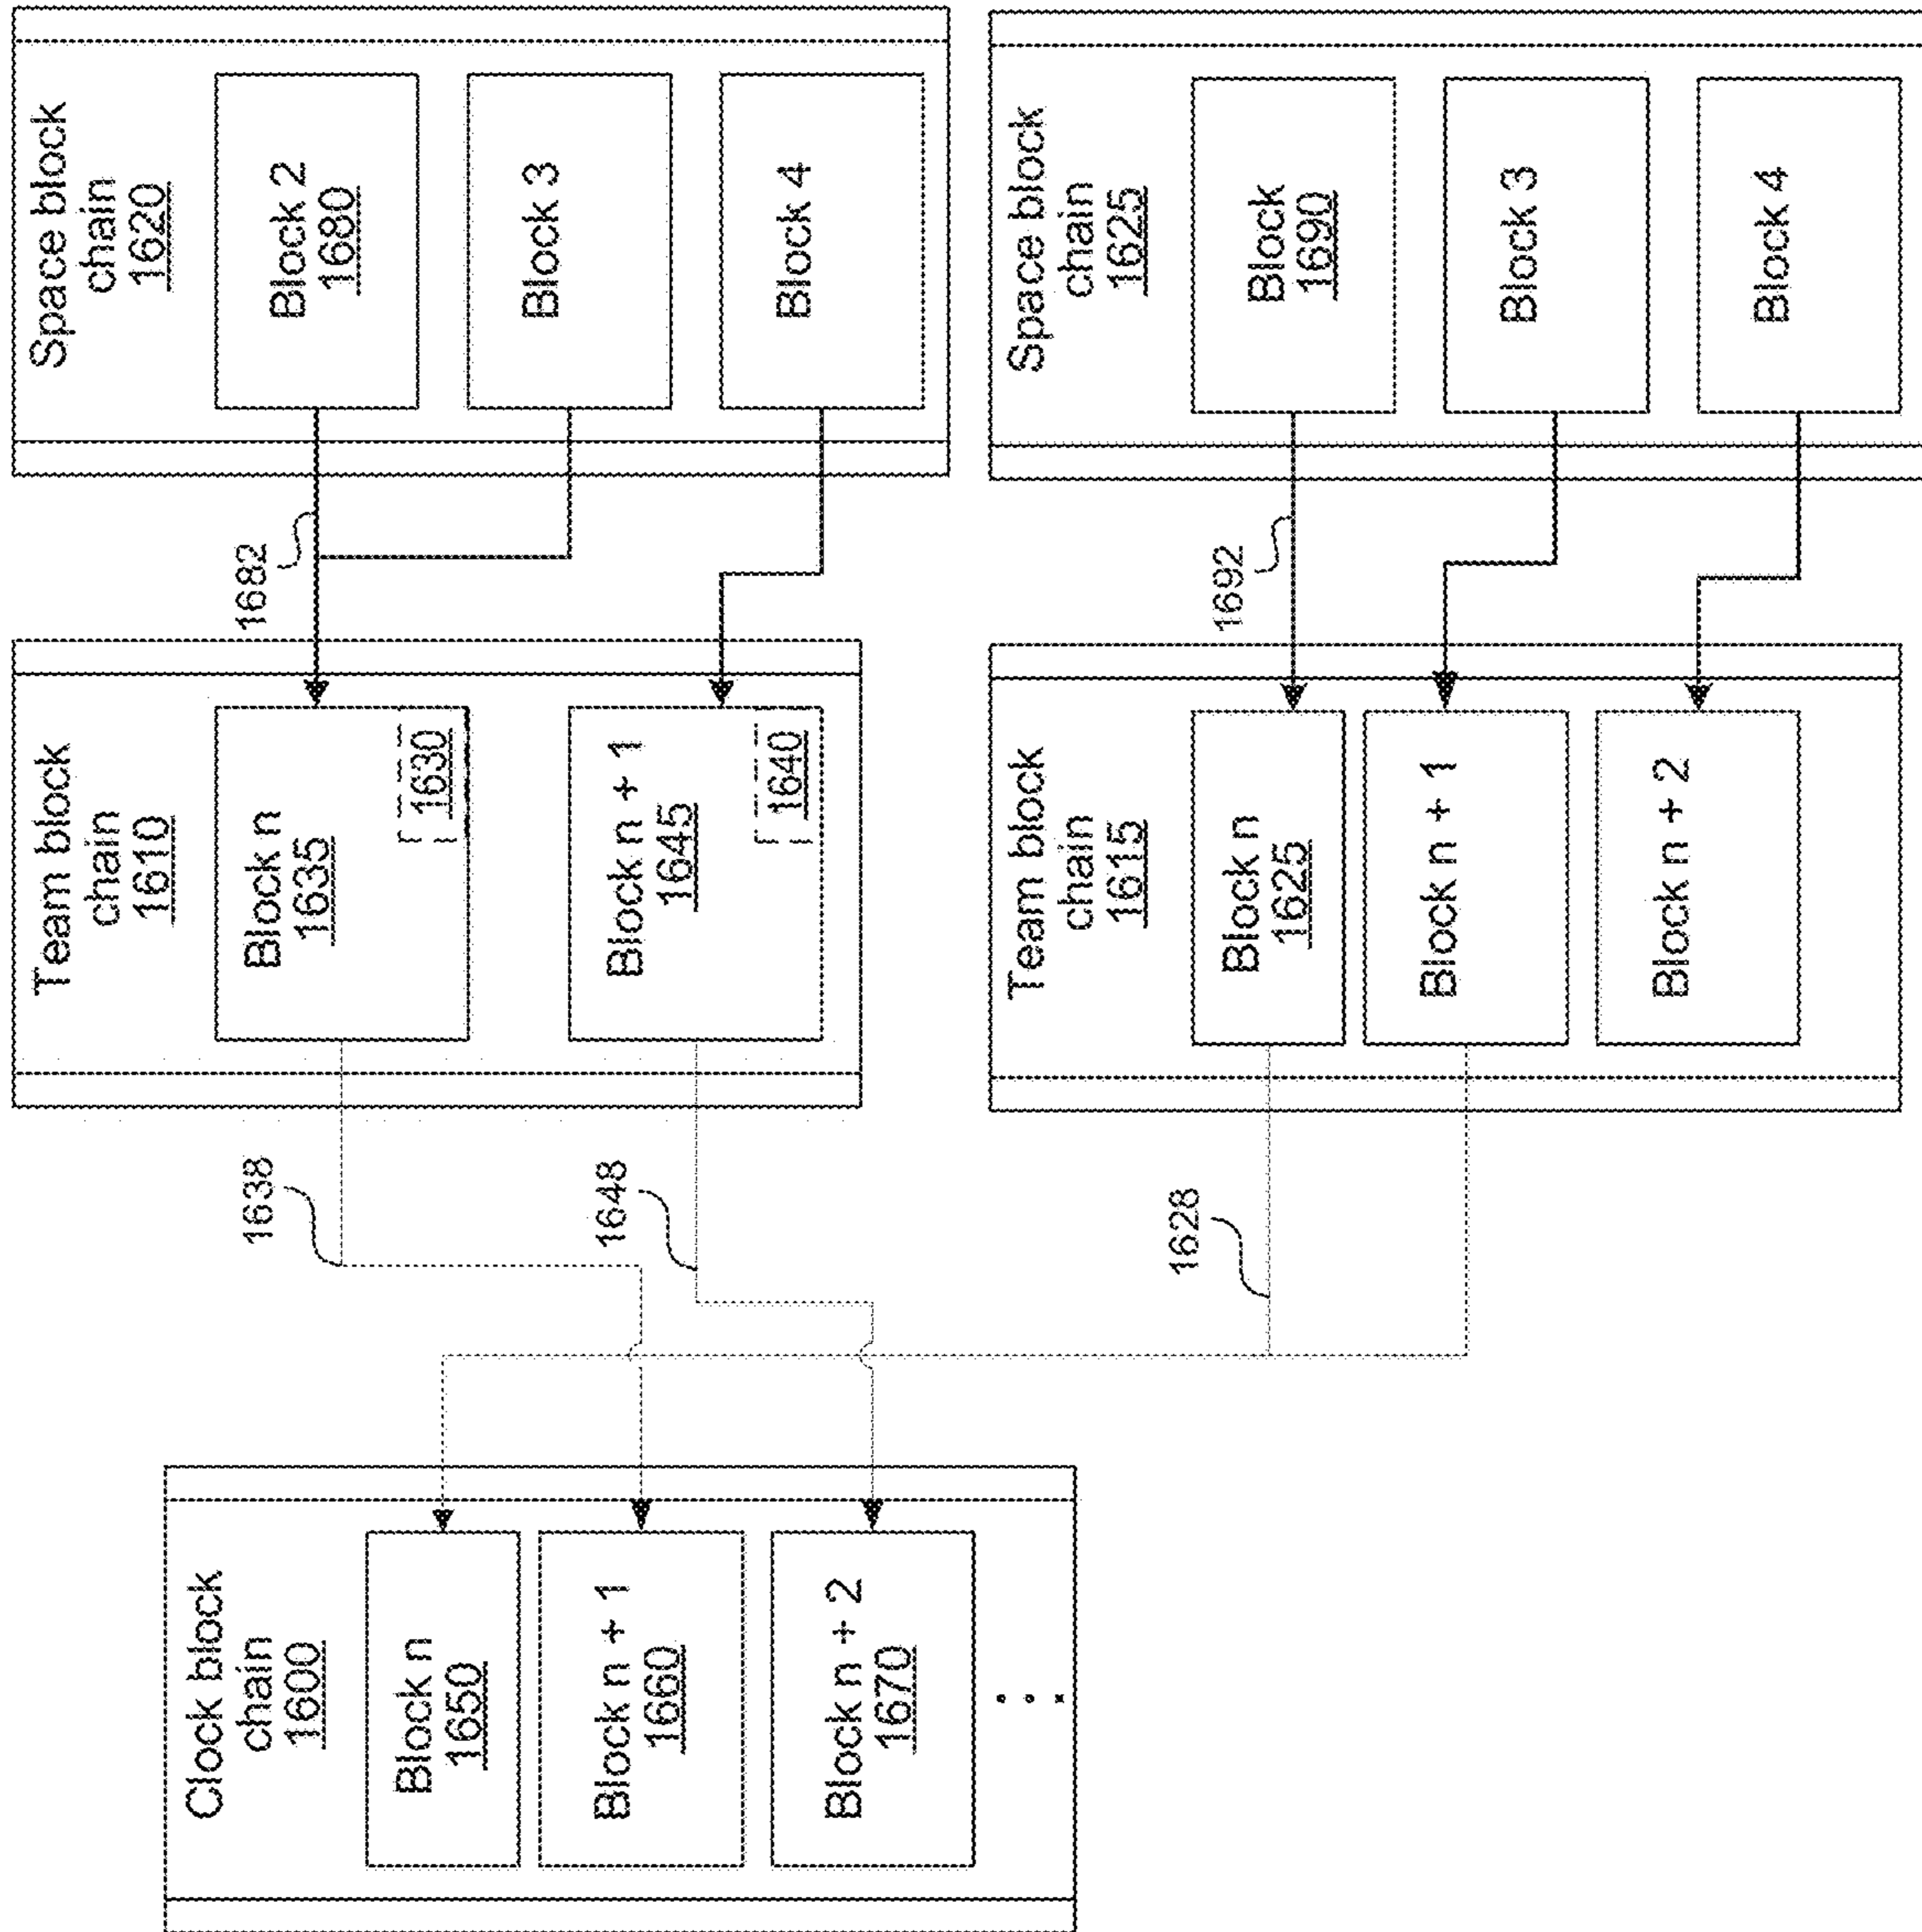 Clock block
chain
1600
Block n
1650
Block n + 1
1660
Block n + 2
1670
1638
1648
1628
Team block
chain
1610
Block n
1635
1630
Block n + 1
1645
1640
Team block
chain
1615
Block n
1625
Block n + 1
Block n + 2
1682
1692
Space block
chain
1620
Block 2
1680
Block 3
Block 4
Space block
chain
1625
Block
1690
Block 3
Block 4